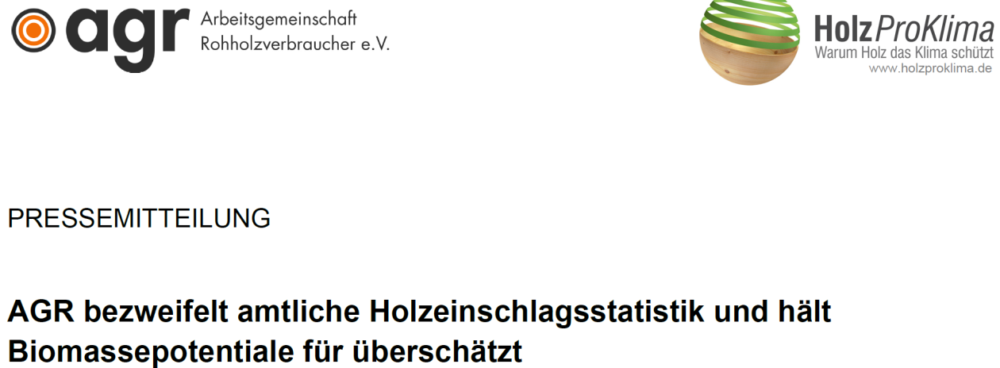 agr Arbeitsgemeinschaft
Rohholzverbraucher e.V.
HolzProKlima
Warum Holz das Klima schützt
www.holzproklima.de
PRESSEMITTEILUNG
AGR bezweifelt amtliche Holzeinschlagsstatistik und hält
Biomassepotentiale für überschätzt